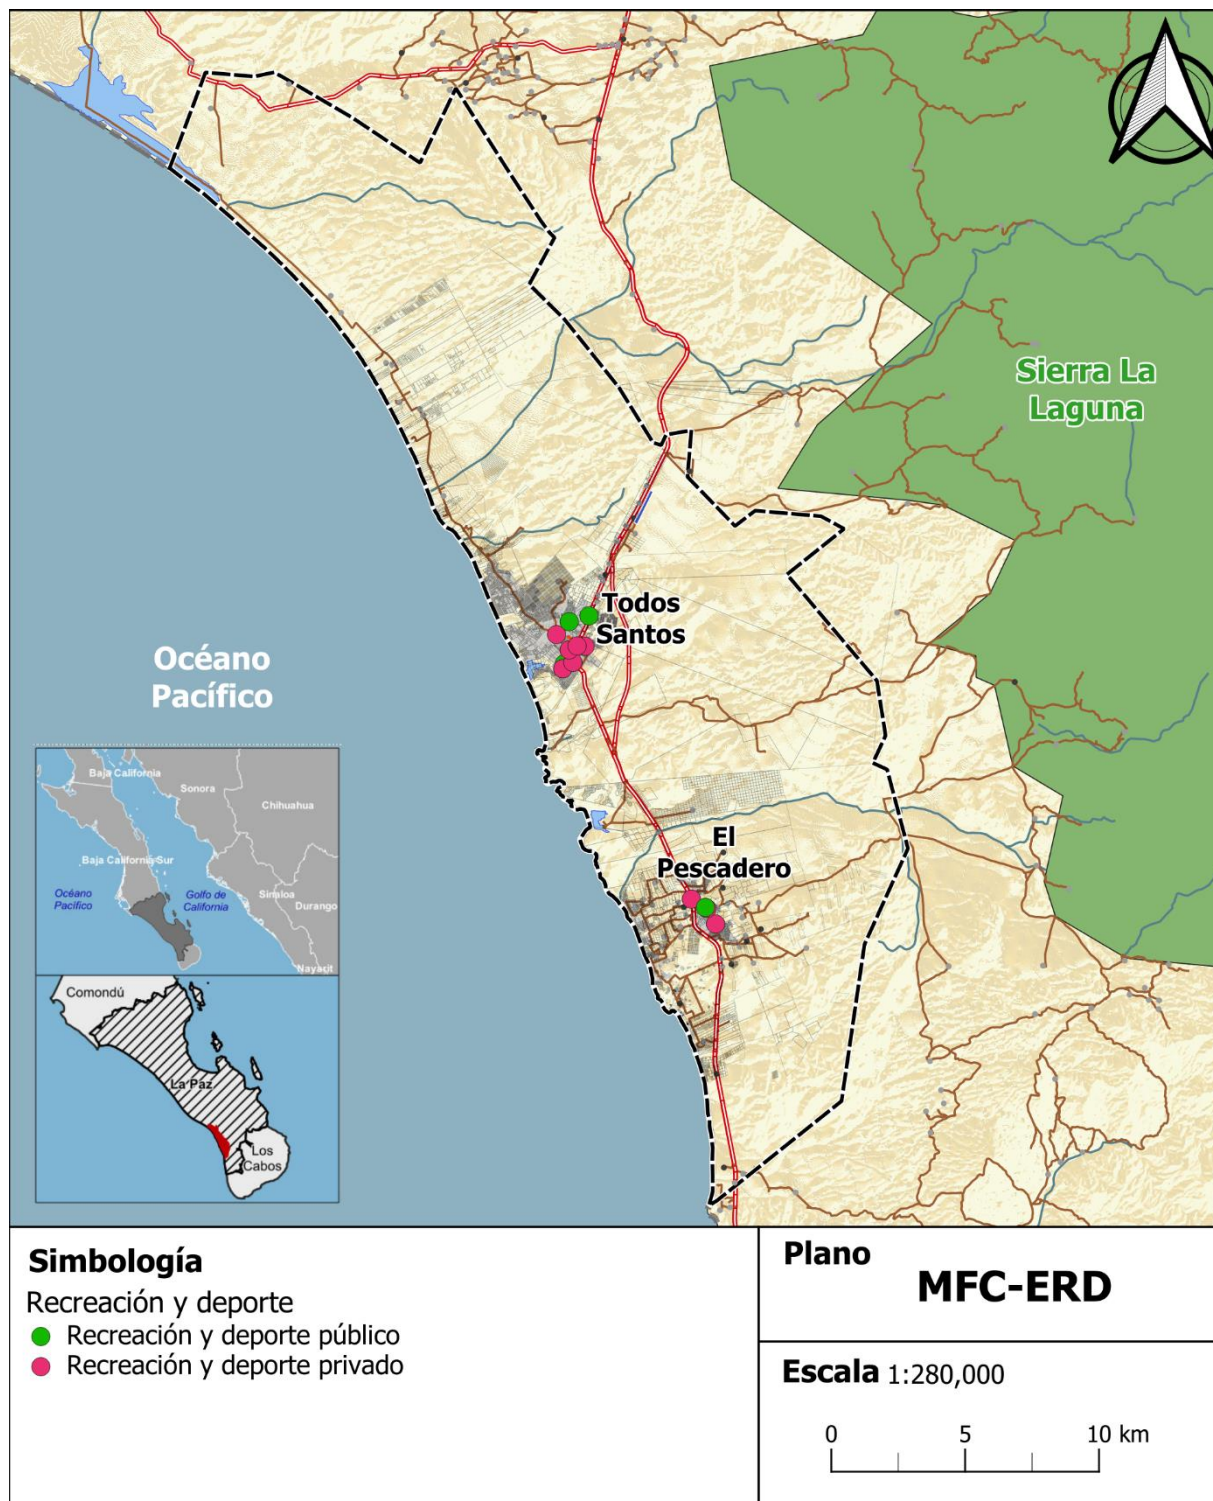 Sierra La
Laguna
Todos
Santos
Océano
Pacífico
El
Pescadero
Baja California
Sonora
Chihuahua
Baja California Sur
Océano
Pacífico
Golfo de
California
Sinaloa
Durango
Nayarit
Comondú
La Paz
Los
Cabos
Simbología
Recreación y deporte
Recreación y deporte público
Recreación y deporte privado
Plano
MFC-ERD
Escala 1:280,000
0 5 10 km